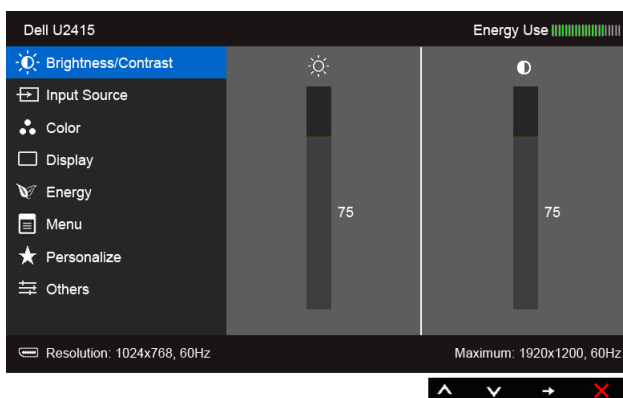 Dell U2415
Energy Use
Brightness/Contrast
Input Source
Color
Display
Energy
Menu
Personalize
Others
75
75
Resolution: 1024x768, 60Hz
Maximum: 1920x1200, 60Hz